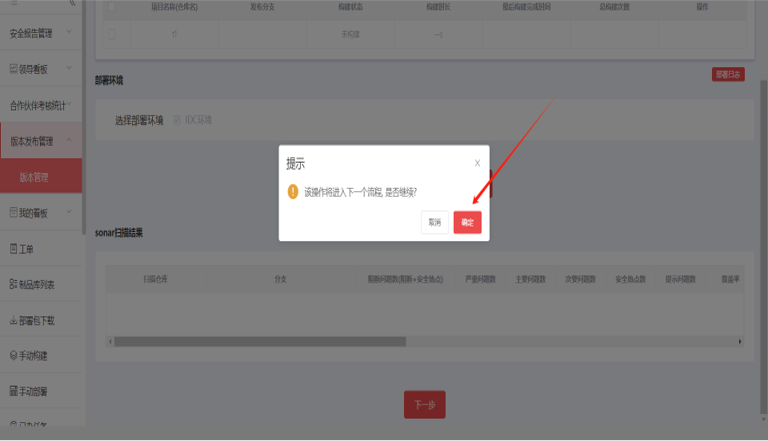 安全报告管理
领导看板
合作伙伴考核统计
版本发布管理
版本管理
我的看板
工单
制品库列表
部署包下载
手动构建
手动部署
项目名称(仓库名) 发布分支 构建状态 构建时长 最后构建完成时间 总构建次数 操作
未构建
部署环境
部署日志
选择部署环境 IDC环境
提示 X
该操作将进入下一个流程, 是否继续?
取消 确定
sonar扫描结果
扫描仓库 分支 阻断问题数(阻断+安全热点) 严重问题数 主要问题数 次要问题数 安全热点数 提示问题数 覆盖率
下一步